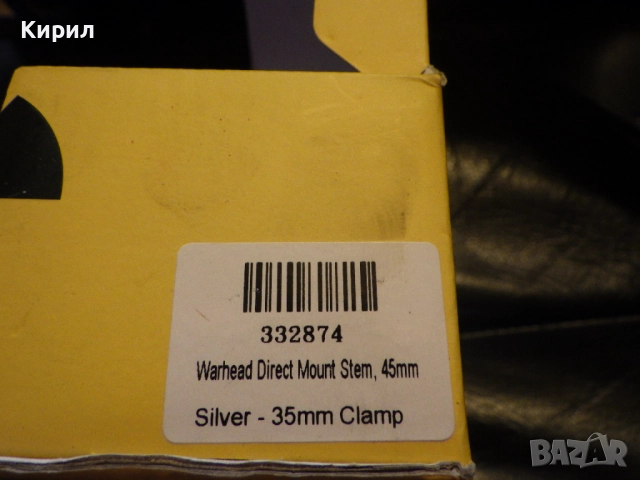 Кирил
332874
Warhead Direct Mount Stem, 45mm
Silver - 35mm Clamp
BAZAR